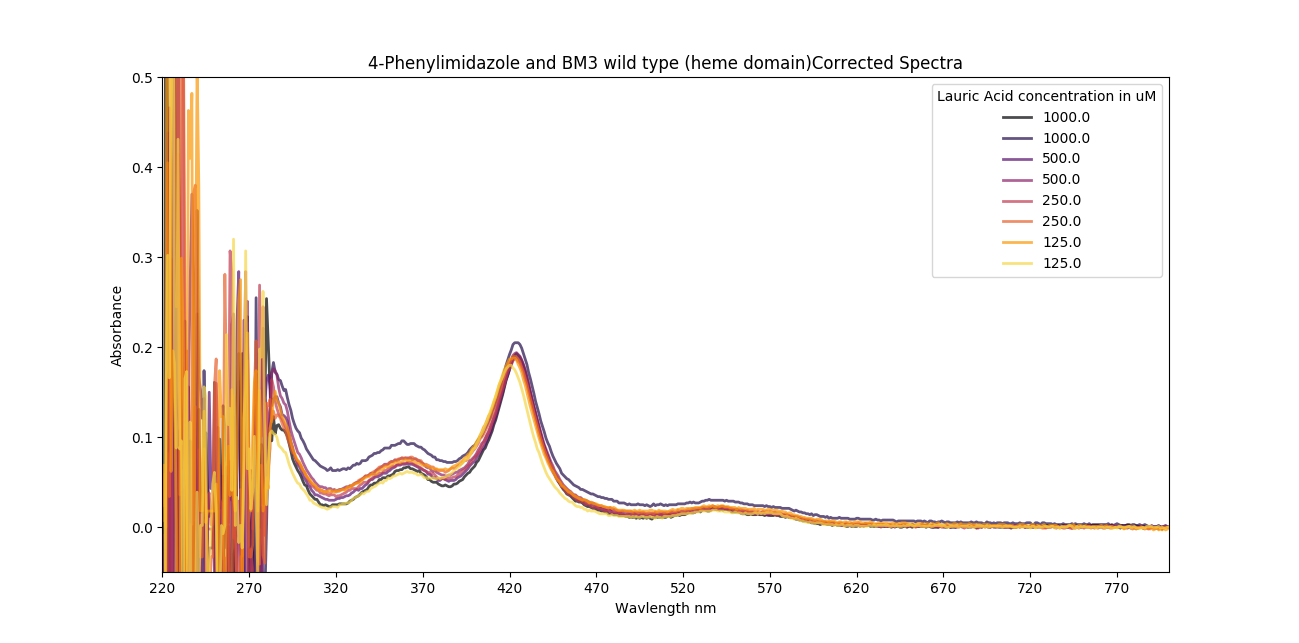 4-Phenylimidazole and BM3 wild type (heme domain)Corrected Spectra
0.5
0.4
0.3
0.2
0.1
0.0
Absorbance
Lauric Acid concentration in uM
1000.0
1000.0
500.0
500.0
250.0
250.0
125.0
125.0
220 270 320 370 420 470 520 570 620 670 720 770
Wavlength nm